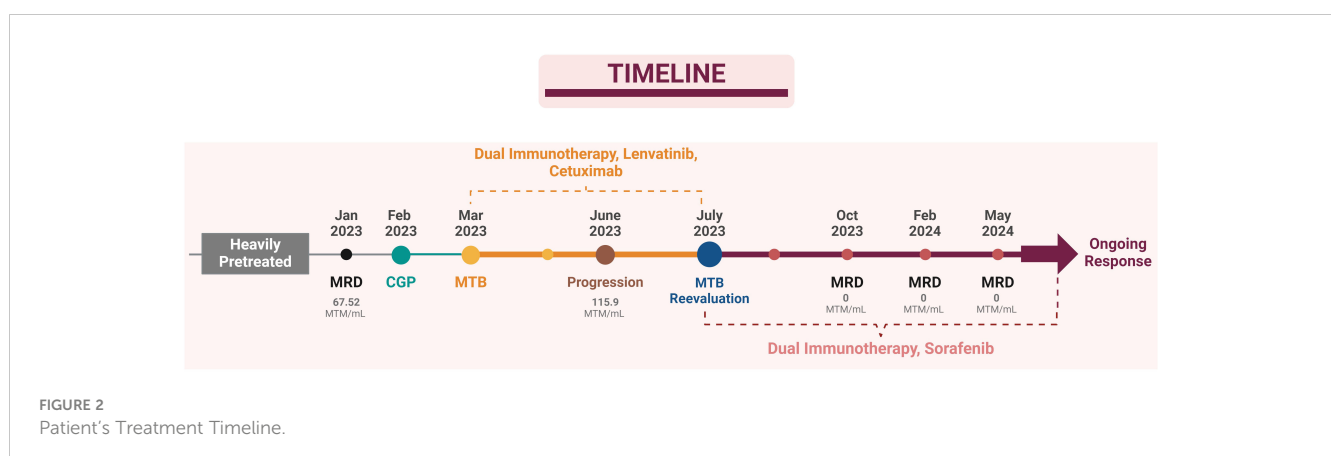 TIMELINE
Dual Immunotherapy, Lenvatinib,
Cetuximab
Heavily
Pretreated
Jan
2023
MRD
67.52
MTM/mL
Feb
2023
CGP
Mar
2023
MTB
June
2023
Progression
115.9
MTM/mL
July
2023
MTB
Reevaluation
Oct
2023
MRD
0
MTM/mL
Feb
2024
MRD
0
MTM/mL
May
2024
MRD
0
MTM/mL
Ongoing
Response
Dual Immunotherapy, Sorafenib
FIGURE 2
Patient's Treatment Timeline.